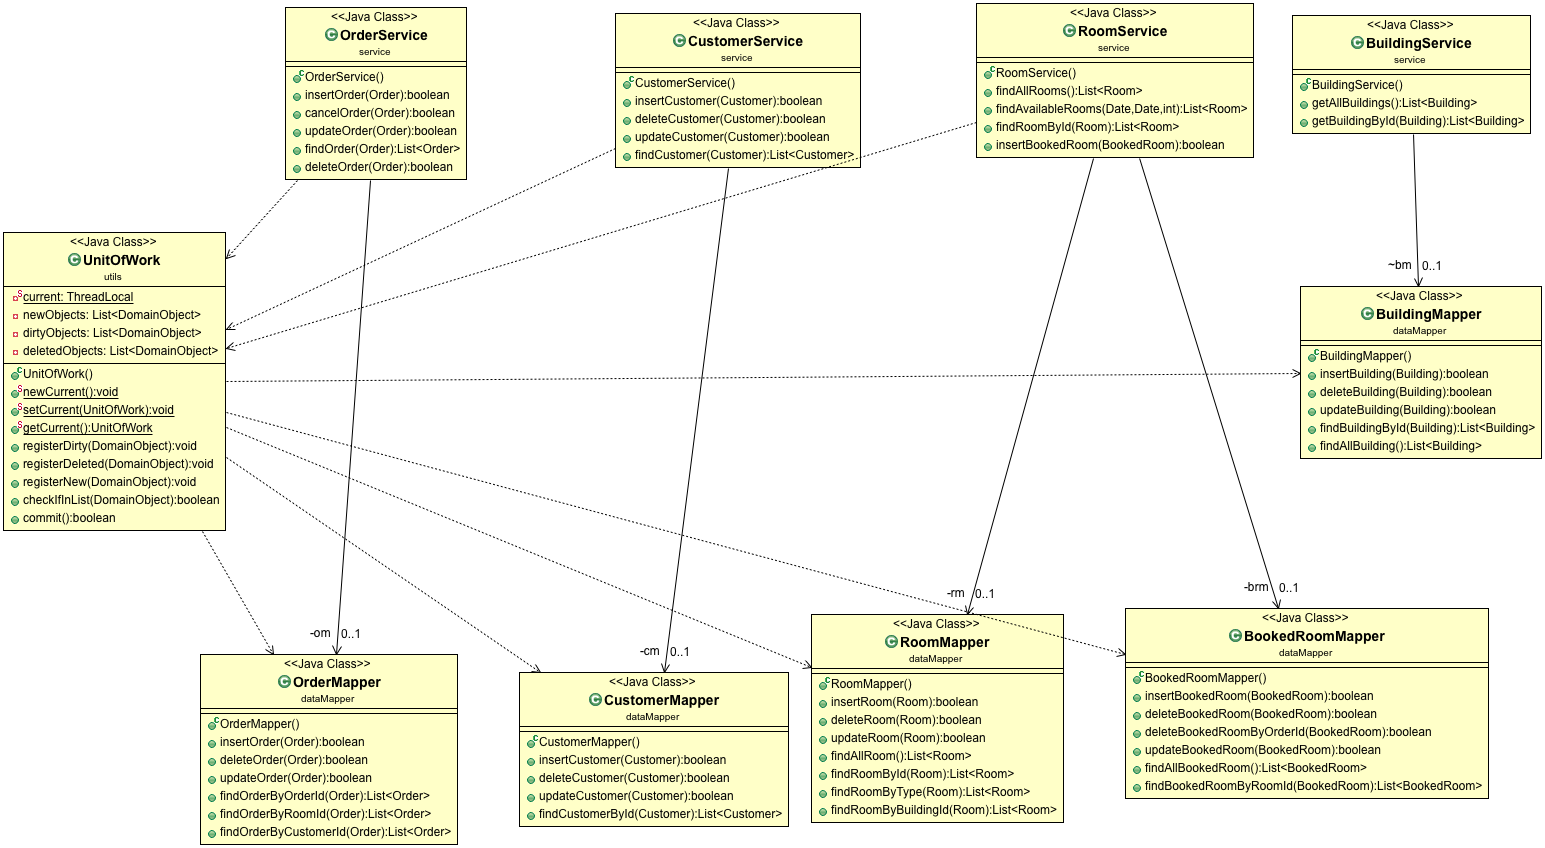 <<Java Class>>
OrderService
service
OrderService()
insertOrder(Order):boolean
cancelOrder(Order):boolean
updateOrder(Order):boolean
findOrder(Order):List<Order>
deleteOrder(Order):boolean
<<Java Class>>
CustomerService
service
CustomerService()
insertCustomer(Customer):boolean
deleteCustomer(Customer):boolean
updateCustomer(Customer):boolean
findCustomer(Customer):List<Customer>
<<Java Class>>
RoomService
service
RoomService()
findAllRooms():List<Room>
findAvailableRooms(Date,Date,int):List<Room>
findRoomById(Room):List<Room>
insertBookedRoom(BookedRoom):boolean
<<Java Class>>
BuildingService
service
BuildingService()
getAllBuildings():List<Building>
getBuildingById(Building):List<Building>
<<Java Class>>
UnitOfWork
utils
current: ThreadLocal
newObjects: List<DomainObject>
dirtyObjects: List<DomainObject>
deletedObjects: List<DomainObject>
UnitOfWork()
newCurrent():void
setCurrent(UnitOfWork):void
getCurrent():UnitOfWork
registerDirty(DomainObject):void
registerDeleted(DomainObject):void
registerNew(DomainObject):void
checkIfInList(DomainObject):boolean
commit():boolean
~bm 0..1
<<Java Class>>
BuildingMapper
dataMapper
BuildingMapper()
insertBuilding(Building):boolean
deleteBuilding(Building):boolean
updateBuilding(Building):boolean
findBuildingById(Building):List<Building>
findAllBuilding():List<Building>
-om 0..1
<<Java Class>>
OrderMapper
dataMapper
OrderMapper()
insertOrder(Order):boolean
deleteOrder(Order):boolean
updateOrder(Order):boolean
findOrderByOrderId(Order):List<Order>
findOrderByRoomId(Order):List<Order>
findOrderByCustomerId(Order):List<Order>
-cm 0..1
<<Java Class>>
CustomerMapper
dataMapper
CustomerMapper()
insertCustomer(Customer):boolean
deleteCustomer(Customer):boolean
updateCustomer(Customer):boolean
findCustomerById(Customer):List<Customer>
-rm 0..1
<<Java Class>>
RoomMapper
dataMapper
RoomMapper()
insertRoom(Room):boolean
deleteRoom(Room):boolean
updateRoom(Room):boolean
findAllRoom():List<Room>
findRoomById(Room):List<Room>
findRoomByType(Room):List<Room>
findRoomByBuildingId(Room):List<Room>
-brm 0..1
<<Java Class>>
BookedRoomMapper
dataMapper
BookedRoomMapper()
insertBookedRoom(BookedRoom):boolean
deleteBookedRoom(BookedRoom):boolean
deleteBookedRoomByOrderId(BookedRoom):boolean
updateBookedRoom(BookedRoom):boolean
findAllBookedRoom():List<BookedRoom>
findBookedRoomByRoomId(BookedRoom):List<BookedRoom>